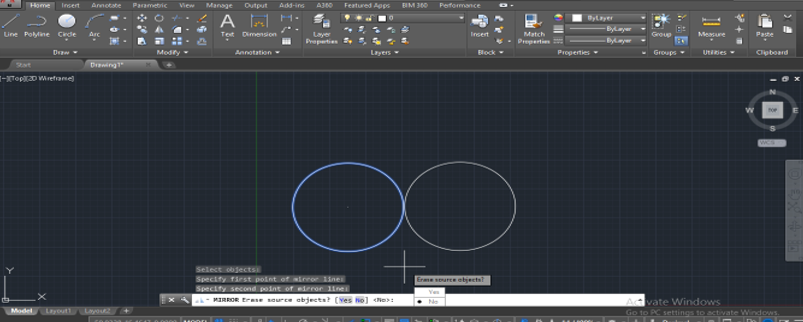 Home Insert Annotate Parametric View Manage Output Add-ins A360 Featured Apps BIM 360 Performance
Line Polyline Circle Arc
Text Dimension
Layer Properties
0
Insert
Match Properties
ByLayer
ByLayer
ByLayer
Group
Measure
Paste
Draw Modify Annotation Layers Block Properties Groups Utilities Clipboard
Start Drawing1*
[−][Top][2D Wireframe]
N
W TOP E
S
WCS
Select objects:
Specify first point of mirror line:
Specify second point of mirror line:
Erase source objects?
Yes
No
MIRROR Erase source objects? [Yes No] <No>:
Y
X
Activate Windows
Go to PC settings to activate Windows.
Model Layout1 Layout2